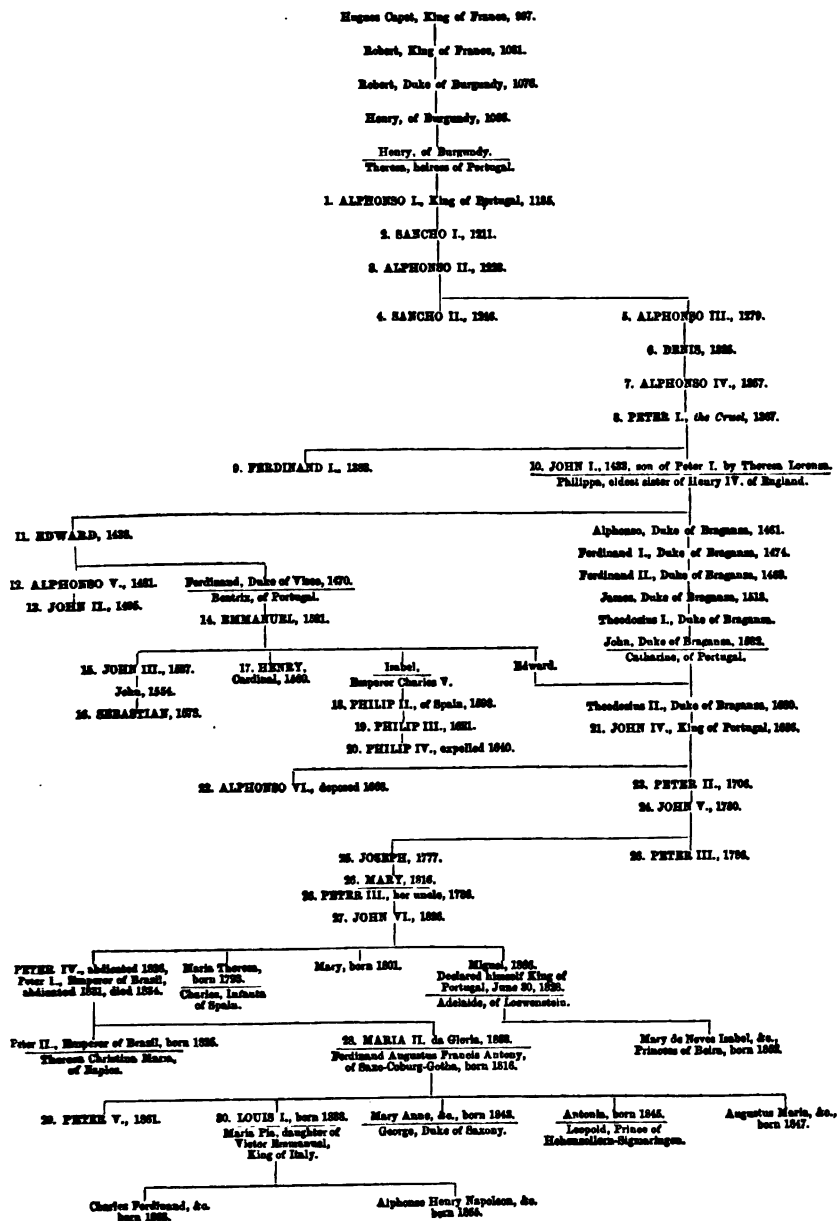 Hugues Capet, King of France, 997.
Robert, King of France, 1031.
Robert, Duke of Burgundy, 1076.
Henry, of Burgundy, 1066.
Henry, of Burgundy.
Theresa, heiress of Portugal.
1. ALPHONSO I., King of Portugal, 1185.
2. SANCHO I., 1211.
3. ALPHONSO II., 1223.
4. SANCHO II., 1246.
5. ALPHONSO III., 1279.
6. DENIS, 1325.
7. ALPHONSO IV., 1357.
8. PETER I., the Cruel, 1367.
9. FERDINAND I., 1383.
10. JOHN I., 1433, son of Peter I. by Theresa Lorenza.
Philippa, eldest sister of Henry IV. of England.
11. EDWARD, 1438.
Alphonso, Duke of Braganza, 1461.
Ferdinand I., Duke of Braganza, 1474.
12. ALPHONSO V., 1481.
Ferdinand, Duke of Viseo, 1470.
Beatrix, of Portugal.
Ferdinand II., Duke of Braganza, 1483.
13. JOHN II., 1495.
James, Duke of Braganza,
14. EMMANUEL, 1521.
Theodosius I., Duke of Braganza.
John, Duke of Braganza, 1582.
Catharine, of Portugal.
15. JOHN III., 1557.
17. HENRY,
Cardinal, 1580.
Isabel,
Emperor Charles V.
Edward.
John, 1554.
16. SEBASTIAN, 1578.
18. PHILIP II., of Spain, 1598.
Theodosius II., Duke of Braganza, 1630.
19. PHILIP III., 1621.
21. JOHN IV., King of Portugal, 1656.
20. PHILIP IV., expelled 1640.
22. ALPHONSO VI., deposed 1668.
23. PETER II., 1706.
24. JOHN V., 1750.
25. JOSEPH, 1777.
26. PETER III., 1786.
26. MARY, 1816.
26. PETER III., her uncle, 1786.
27. JOHN VI., 1826.
PETER IV., abdicated 1826,
Peter I., Emperor of Brazil,
abdicated 1831, died 1834.
Maria Theresa,
born 1793.
Charles, Infanta
of Spain.
Mary, born 1801.
Miguel, 1866.
Declared himself King of
Portugal, June 30, 1828.
Adelaide, of Loewenstein.
Peter II., Emperor of Brazil, born 1825.
Theresa Christina Maria,
of Naples.
28. MARIA II. da Gloria, 1853.
Ferdinand Augustus Francis Antony,
of Saxe-Coburg-Gotha, born 1816.
Mary de Neves Isabel, &c.,
Princess of Beira, born 1852.
29. PETER V., 1861.
30. LOUIS I., born 1838.
Maria Pia, daughter of
Victor Emmanuel,
King of Italy.
Mary Anne, &c., born 1843.
George, Duke of Saxony.
Antonia, born 1845.
Leopold, Prince of
Hohenzollern-Sigmaringen.
Augustus Maria, &c.,
born 1847.
Charles Ferdinand, &c.
born 1863.
Alphonso Henry Napoleon, &c.
born 1865.